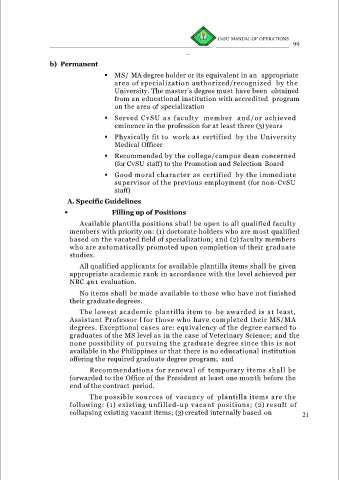 CvSU MANUAL OF OPERATIONS
99
b) Permanent
• MS/ MA degree holder or its equivalent in an appropriate
area of specialization authorized/recognized by the
University. The master's degree must have been obtained
from an educational institution with accredited program
on the area of specialization
• Served CvSU as faculty member and/or achieved
eminence in the profession for at least three (3) years
• Physically fit to work as certified by the University
Medical Officer
• Recommended by the college/campus dean concerned
(for CvSU staff) to the Promotion and Selection Board
• Good moral character as certified by the immediate
supervisor of the previous employment (for non-CvSU
staff)
A. Specific Guidelines
• Filling up of Positions
Available plantilla positions shall be open to all qualified faculty
members with priority on: (1) doctorate holders who are most qualified
based on the vacated field of specialization; and (2) faculty members
who are automatically promoted upon completion of their graduate
studies.
All qualified applicants for available plantilla items shall be given
appropriate academic rank in accordance with the level achieved per
NBC 461 evaluation.
No items shall be made available to those who have not finished
their graduate degrees.
The lowest academic plantilla item to be awarded is at least,
Assistant Professor I for those who have completed their MS/MA
degrees. Exceptional cases are: equivalency of the degree earned to
graduates of the MS level as in the case of Veterinary Science; and the
none possibility of pursuing the graduate degree since this is not
available in the Philippines or that there is no educational institution
offering the required graduate degree program; and
Recommendations for renewal of temporary items shall be
forwarded to the Office of the President at least one month before the
end of the contract period.
The possible sources of vacancy of plantilla items are the
following: (1) existing unfilled-up vacant positions; (2) result of
collapsing existing vacant items; (3) created internally based on
21